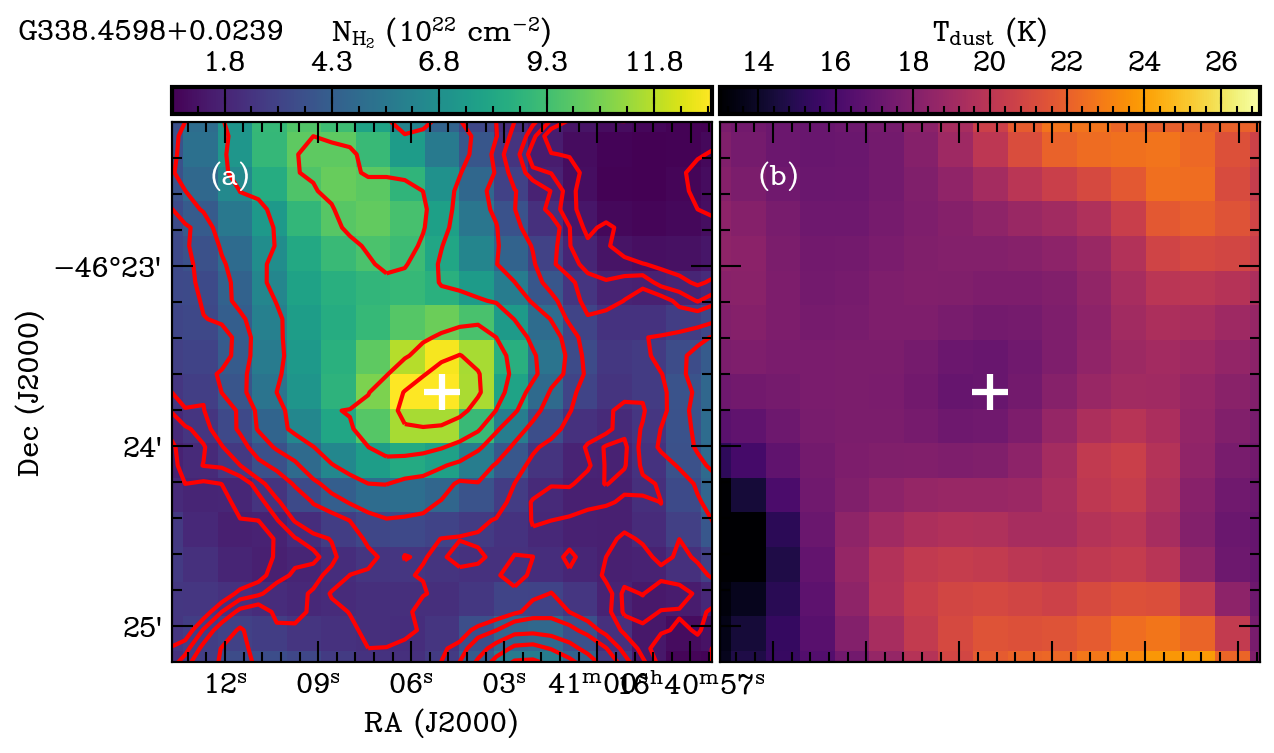 G338.4598+0.0239 N_H₂ (10²² cm⁻²) T_dust (K)
1.8 4.3 6.8 9.3 11.8 14 16 18 20 22 24 26
(a) (b)
−46°23'
Dec (J2000)
24'
25'
12ˢ 09ˢ 06ˢ 03ˢ 41ᵐ00ˢ 16ʰ40ᵐ57ˢ
RA (J2000)